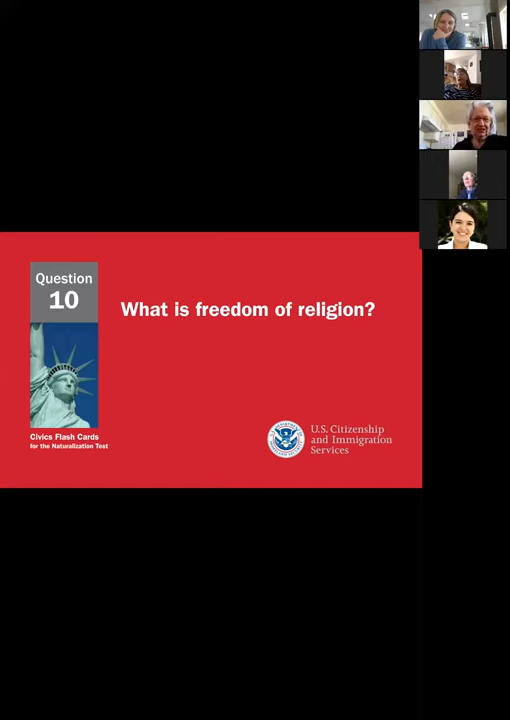 Question
10
What is freedom of religion?
Civics Flash Cards
for the Naturalization Test
U.S. Citizenship
and Immigration
Services